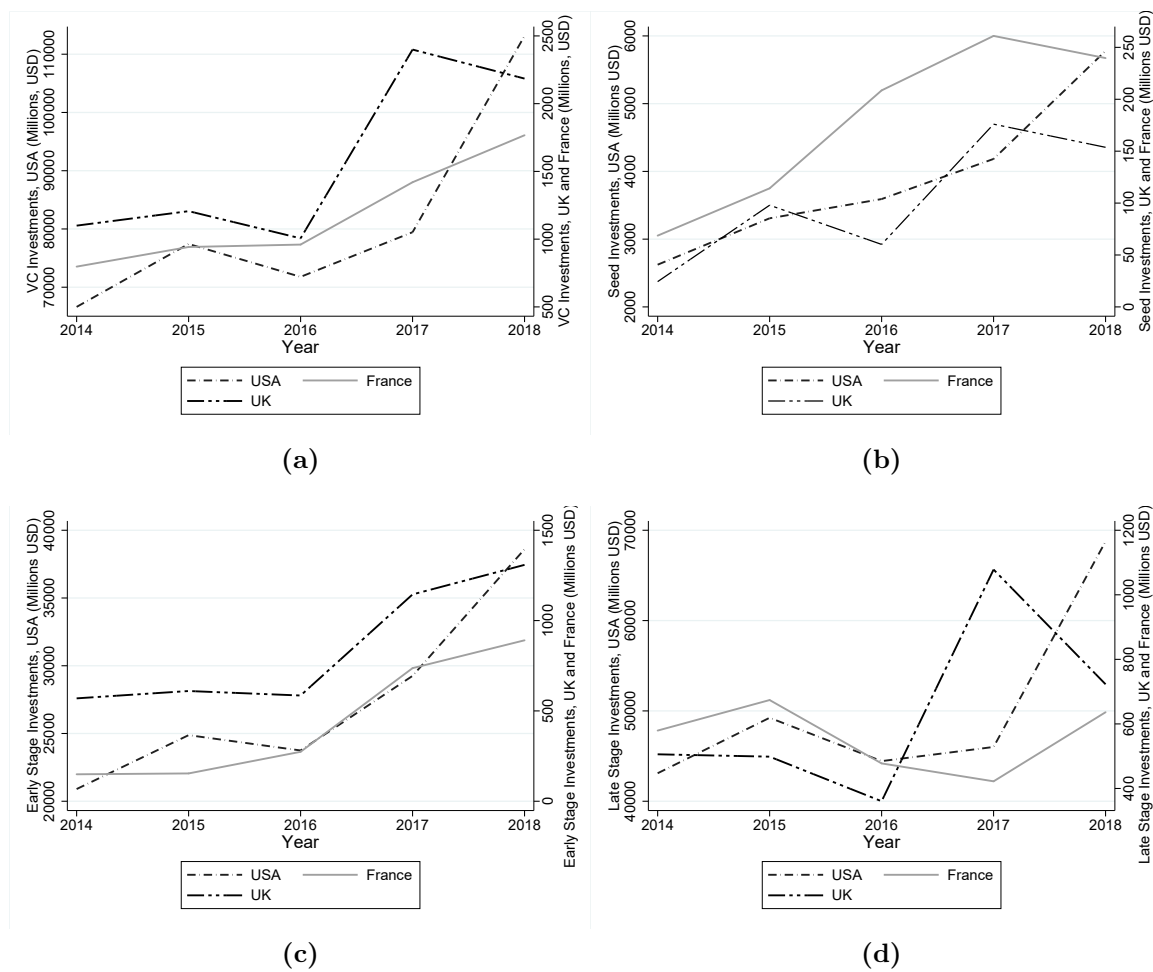 VC Investments, USA (Millions, USD)
70000 80000 90000 100000 110000
500 1000 1500 2000 2500
VC Investments, UK and France (Millions, USD)
2014 2015 2016 2017 2018
Year
USA France
UK
(a)
Seed Investments, USA (Millions USD)
2000 3000 4000 5000 6000
0 50 100 150 200 250
Seed Investments, UK and France (Millions USD)
2014 2015 2016 2017 2018
Year
USA France
UK
(b)
Early Stage Investments, USA (Millions USD)
20000 25000 30000 35000 40000
0 500 1000 1500
Early Stage Investments, UK and France (Millions USD)
2014 2015 2016 2017 2018
Year
USA France
UK
(c)
Late Stage Investments, USA (Millions USD)
40000 50000 60000 70000
400 600 800 1000 1200
Late Stage Investments, UK and France (Millions USD)
2014 2015 2016 2017 2018
Year
USA France
UK
(d)